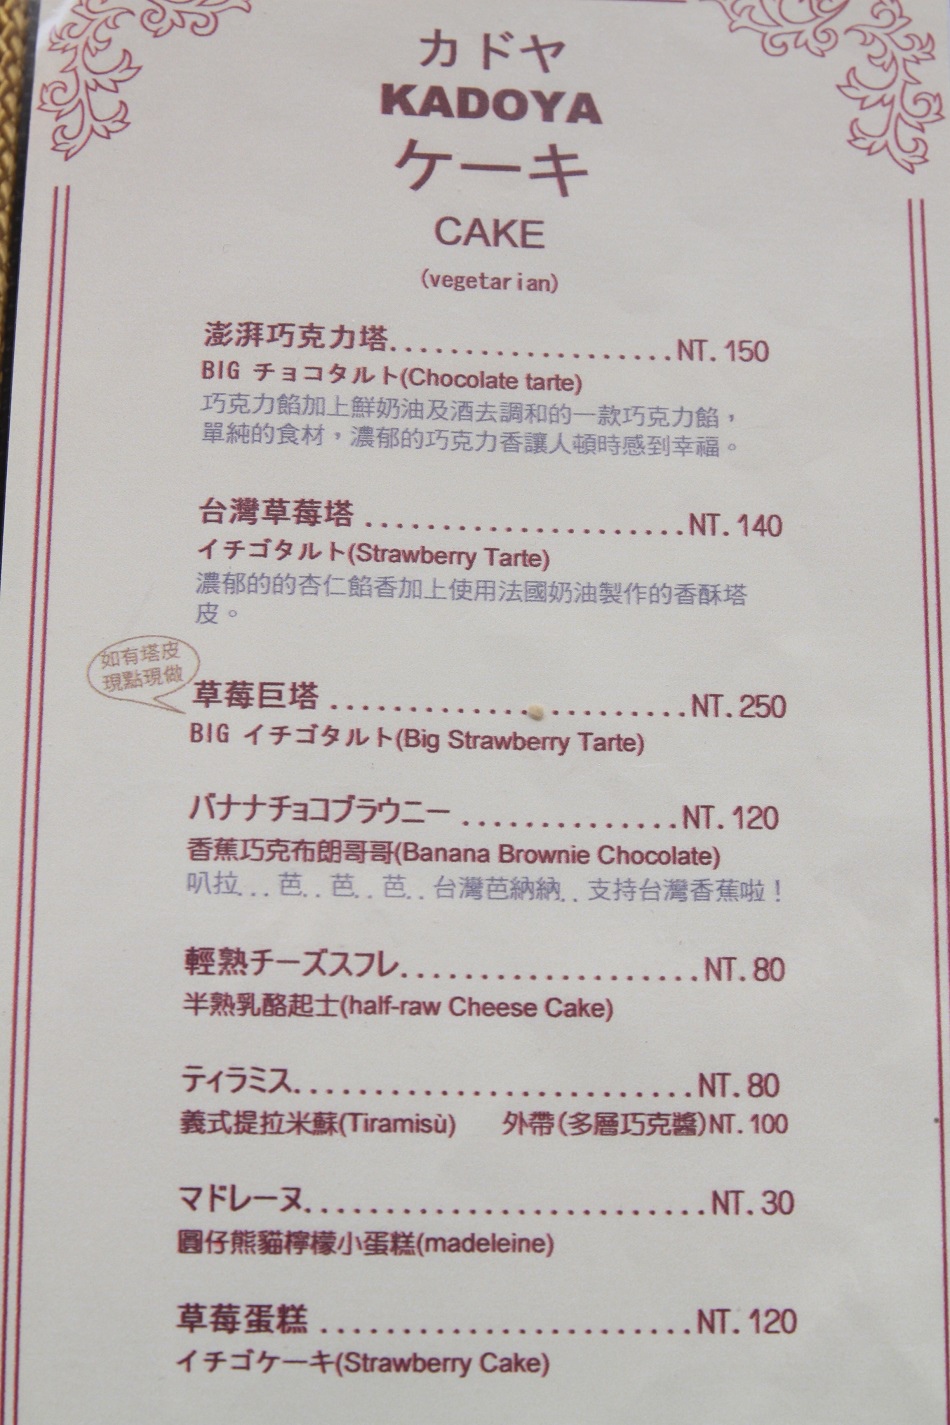 カドヤ
KADOYA
ケーキ
CAKE
(vegetarian)
澎湃巧克力塔...................NT. 150
BIG チョコタルト(Chocolate tarte)
巧克力餡加上鮮奶油及酒去調和的一款巧克力餡，
單純的食材，濃郁的巧克力香讓人頓時感到幸福。
台灣草莓塔 .....................NT. 140
イチゴタルト(Strawberry Tarte)
濃郁的的杏仁餡香加上使用法國奶油製作的香酥塔
皮。
如有塔皮
現點現做
草莓巨塔 .......................NT. 250
BIG イチゴタルト(Big Strawberry Tarte)
バナナチョコブラウニー ..............NT. 120
香蕉巧克布朗哥哥(Banana Brownie Chocolate)
叭拉...芭..芭..芭..台灣芭納納..支持台灣香蕉啦！
輕熟チーズスフレ....................NT. 80
半熟乳酪起士(half-raw Cheese Cake)
ティラミス..........................NT. 80
義式提拉米蘇(Tiramisù) 外帶(多層巧克醬)NT. 100
マドレーヌ..........................NT. 30
圓仔熊貓檸檬小蛋糕(madeleine)
草莓蛋糕 ........................NT. 120
イチゴケーキ(Strawberry Cake)